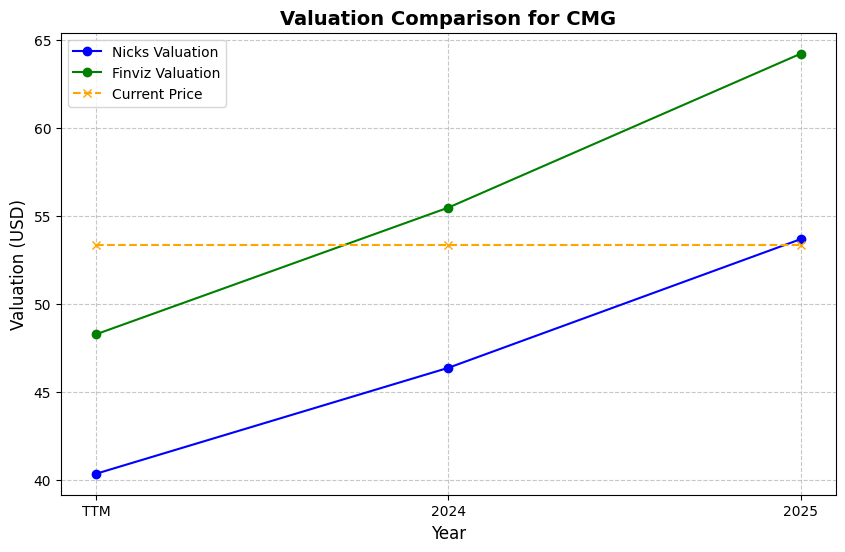 Valuation Comparison for CMG
Nicks Valuation
Finviz Valuation
Current Price
Valuation (USD)
65
60
55
50
45
40
TTM
2024
2025
Year